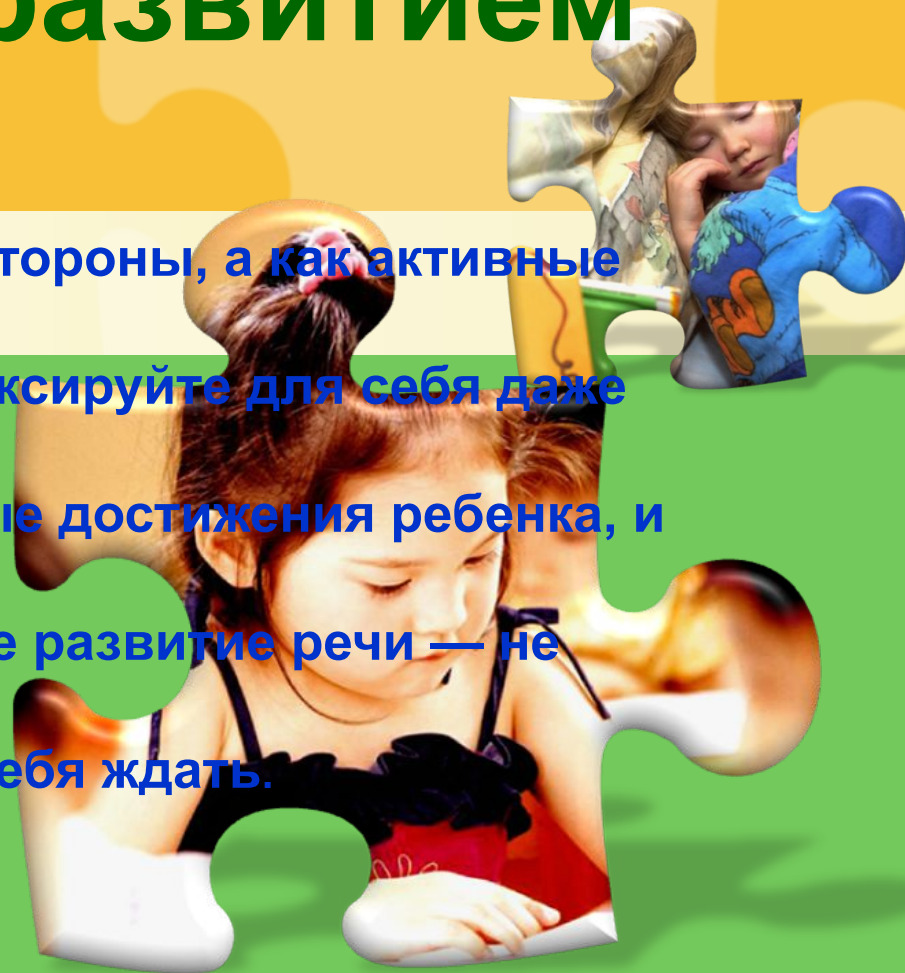 развитием
тороны, а как активные
ксируйте для себя даже
е достижения ребенка, и
е развитие речи — не
ебя ждать.